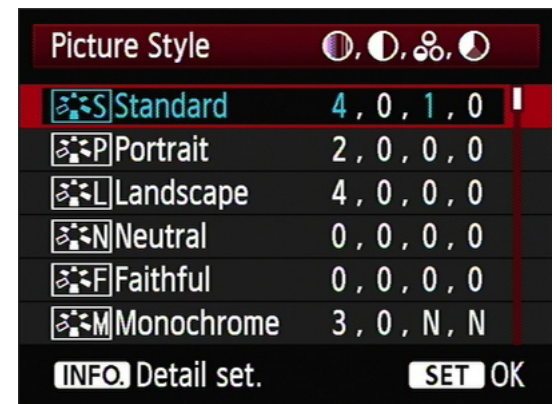 Picture Style
S Standard 4, 0, 1, 0
P Portrait 2, 0, 0, 0
L Landscape 4, 0, 0, 0
N Neutral 0, 0, 0, 0
F Faithful 0, 0, 0, 0
M Monochrome 3, 0, N, N
INFO. Detail set. SET OK